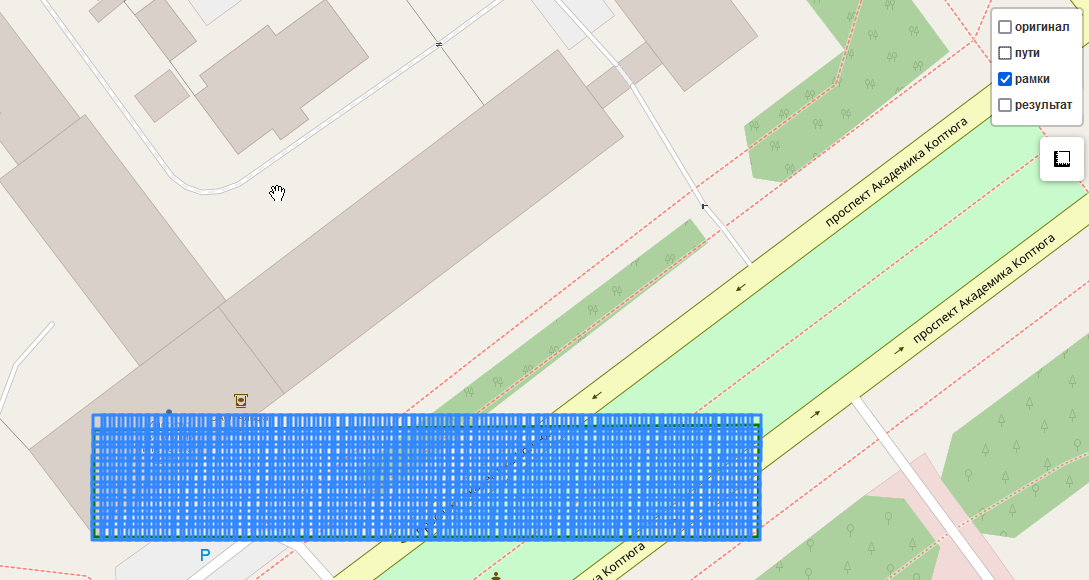 оригинал
пути
рамки
результат
проспект Академика Коптюга
проспект Академика Коптюга
Коптюга
P